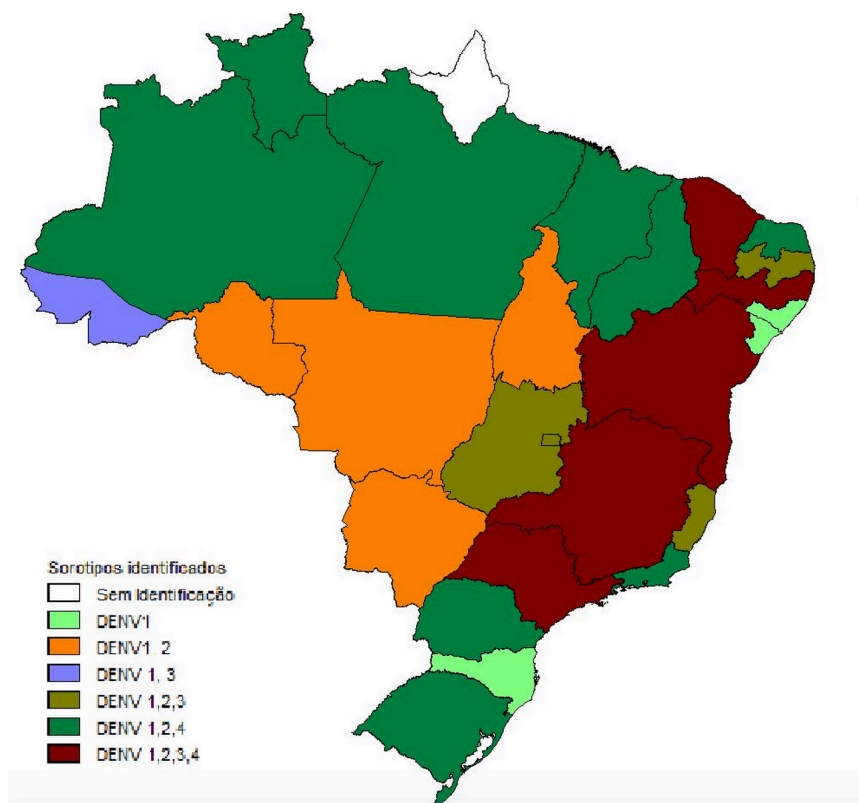 Sorotipos identificados
Sem identificação
DENV1
DENV1, 2
DENV 1, 3
DENV 1,2,3
DENV 1,2,4
DENV 1,2,3,4